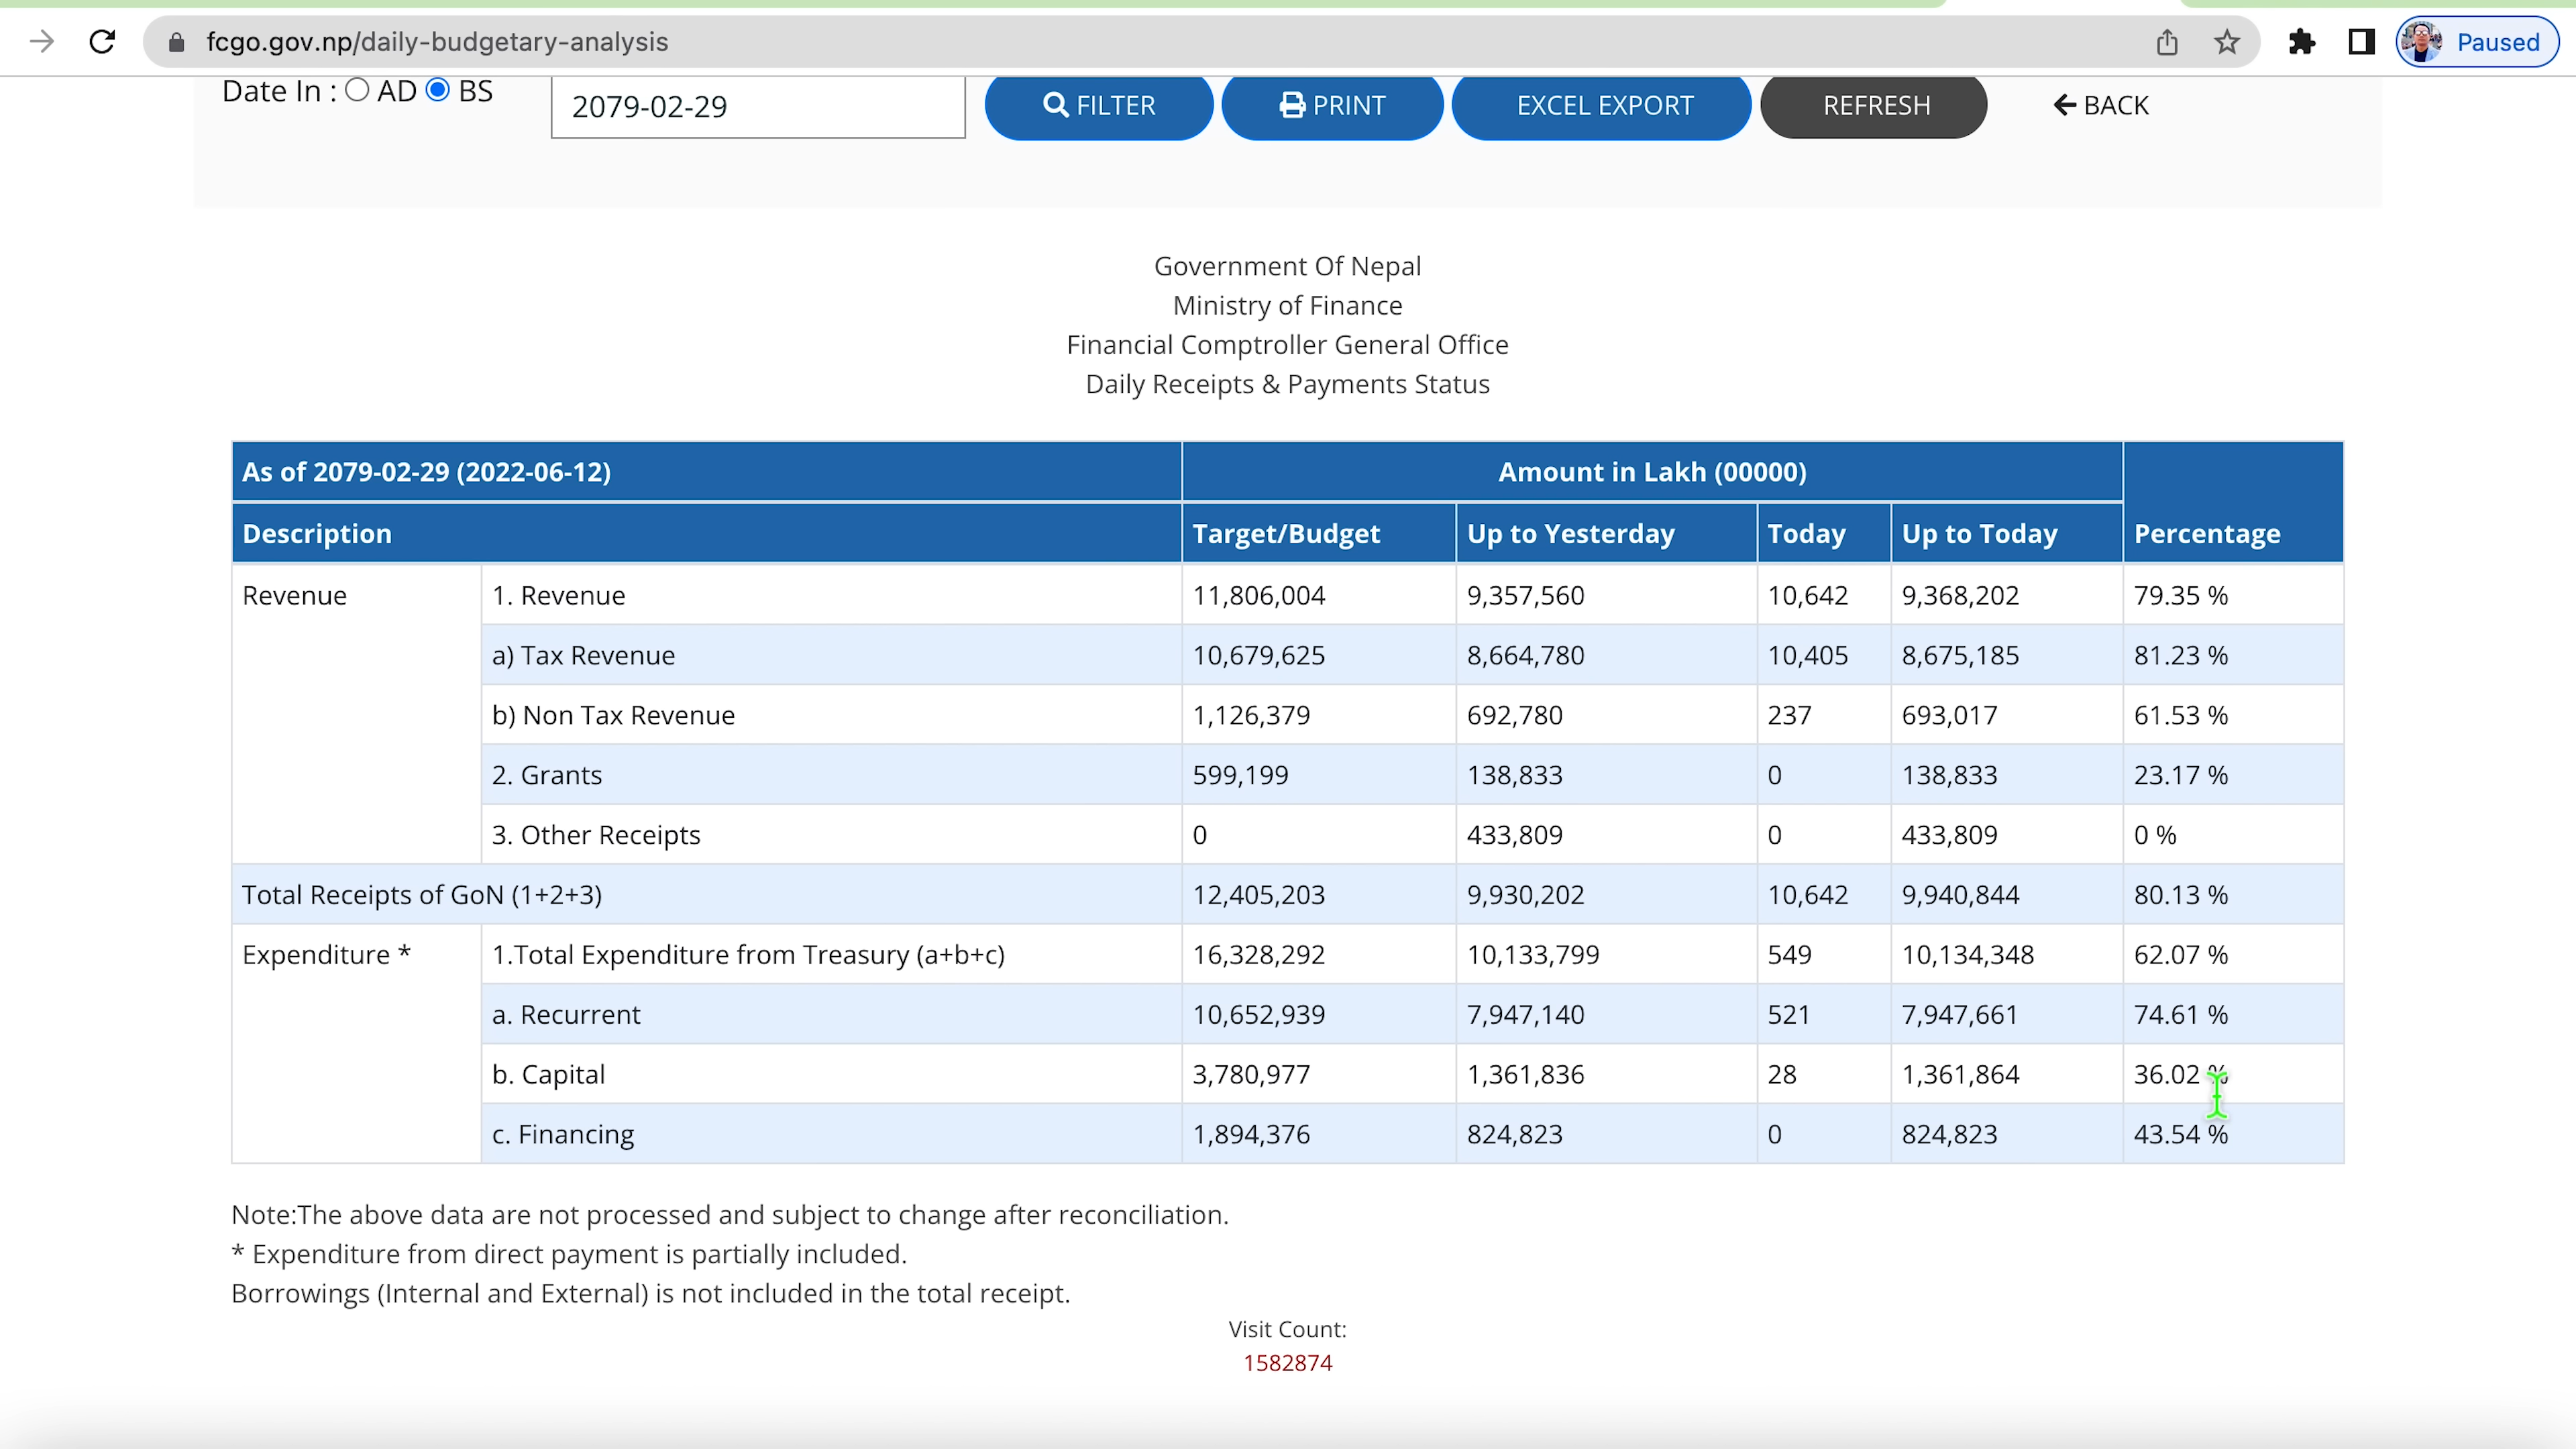 fcgo.gov.np/daily-budgetary-analysis Paused
Date In : AD BS 2079-02-29 FILTER PRINT EXCEL EXPORT REFRESH BACK
Government Of Nepal
Ministry of Finance
Financial Comptroller General Office
Daily Receipts & Payments Status
As of 2079-02-29 (2022-06-12) Amount in Lakh (00000)
Description Target/Budget Up to Yesterday Today Up to Today Percentage
Revenue 1. Revenue 11,806,004 9,357,560 10,642 9,368,202 79.35 %
a) Tax Revenue 10,679,625 8,664,780 10,405 8,675,185 81.23 %
b) Non Tax Revenue 1,126,379 692,780 237 693,017 61.53 %
2. Grants 599,199 138,833 0 138,833 23.17 %
3. Other Receipts 0 433,809 0 433,809 0 %
Total Receipts of GoN (1+2+3) 12,405,203 9,930,202 10,642 9,940,844 80.13 %
Expenditure * 1.Total Expenditure from Treasury (a+b+c) 16,328,292 10,133,799 549 10,134,348 62.07 %
a. Recurrent 10,652,939 7,947,140 521 7,947,661 74.61 %
b. Capital 3,780,977 1,361,836 28 1,361,864 36.02 %
c. Financing 1,894,376 824,823 0 824,823 43.54 %
Note:The above data are not processed and subject to change after reconciliation.
* Expenditure from direct payment is partially included.
Borrowings (Internal and External) is not included in the total receipt.
Visit Count:
1582874